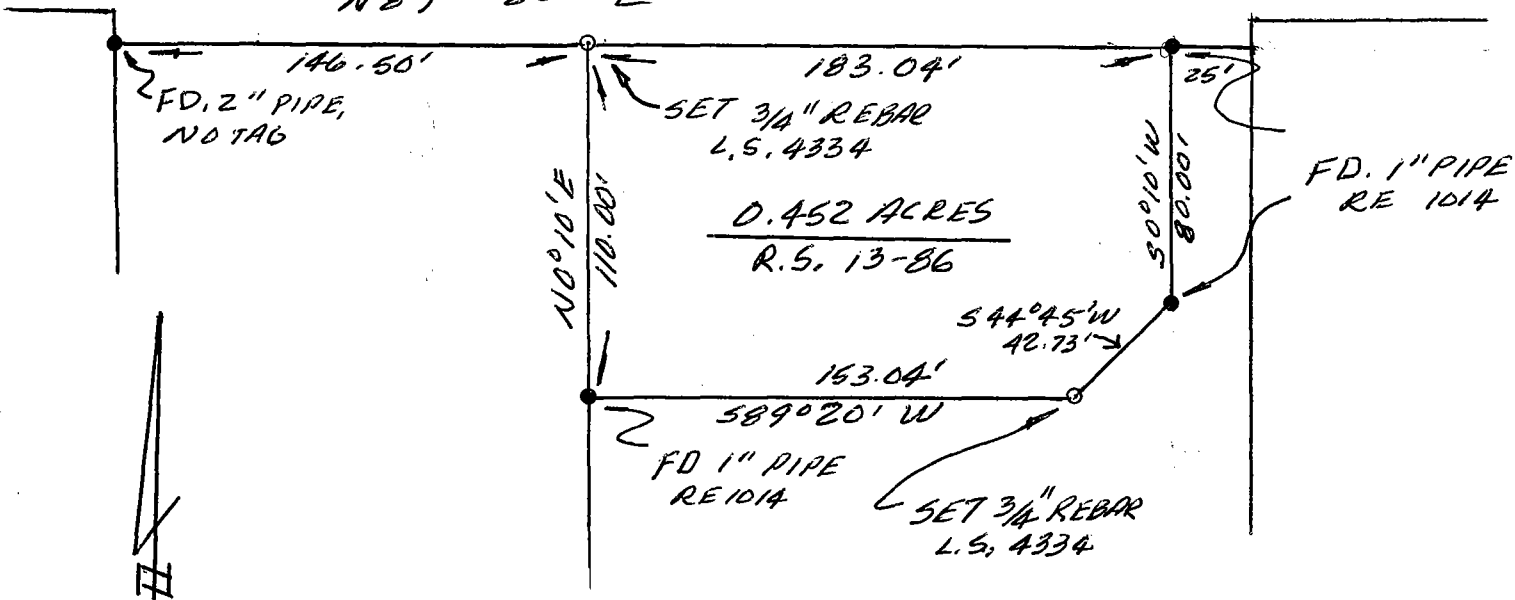 146.50'
183.04'
25'
FD. 2" PIPE,
NO TAG
SET 3/4" REBAR
L.S. 4334
N0°10'E
110.00'
0.452 ACRES
R.S. 13-86
S0°10'W
80.00'
FD. 1" PIPE
RE 1014
S44°45'W
42.73'
153.04'
S89°20' W
FD 1" PIPE
RE 1014
SET 3/4" REBAR
L.S. 4334